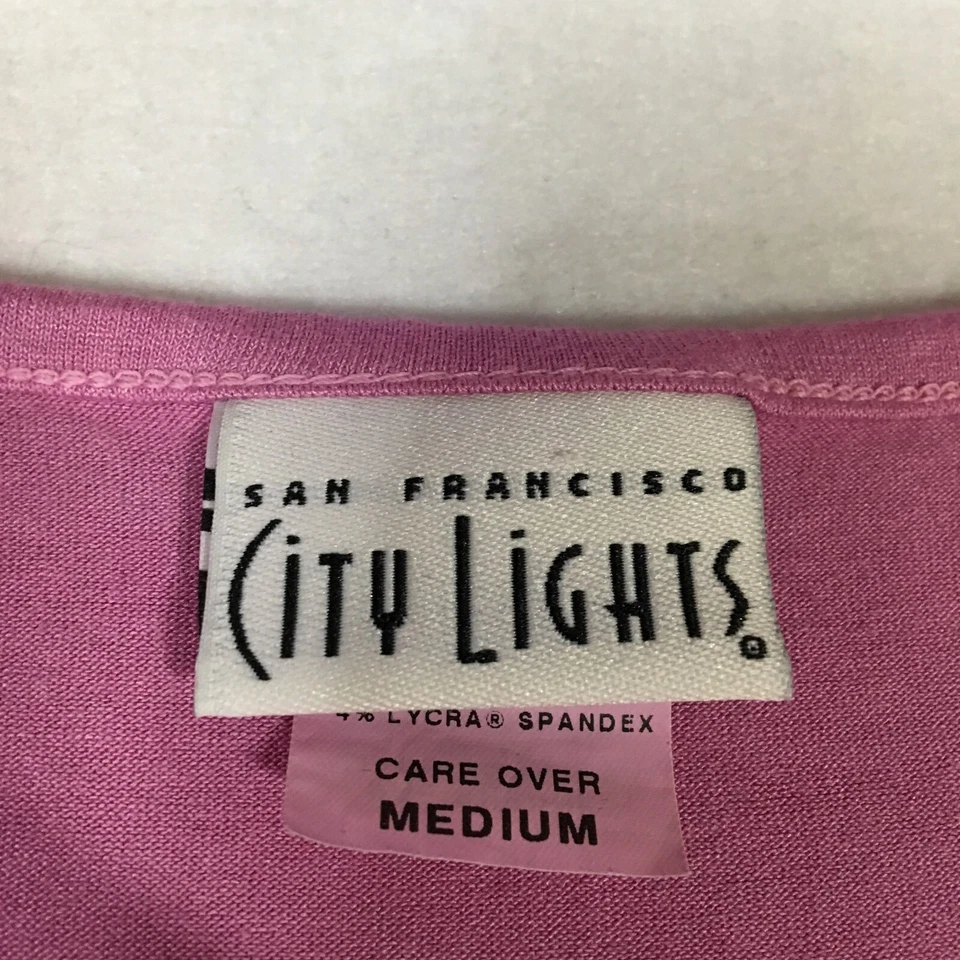 SAN FRANCISCO
CiTY LiGHTS®
4% LYCRA® SPANDEX
CARE OVER
MEDIUM